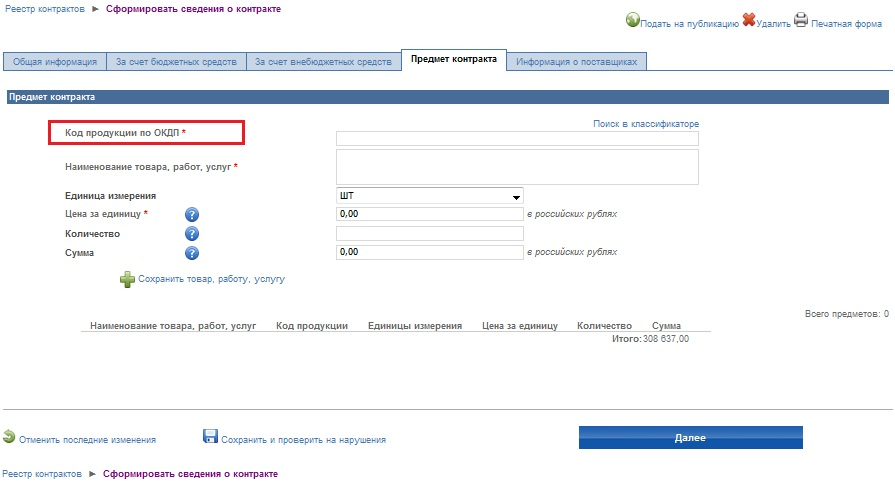 Реестр контрактов ► Сформировать сведения о контракте
Подать на публикацию Удалить Печатная форма
Общая информация За счет бюджетных средств За счет внебюджетных средств Предмет контракта Информация о поставщиках
Предмет контракта
Поиск в классификаторе
Код продукции по ОКДП *
Наименование товара, работ, услуг *
Единица измерения ШТ
Цена за единицу * ? 0,00 в российских рублях
Количество ?
Сумма ? 0,00 в российских рублях
Сохранить товар, работу, услугу
Всего предметов: 0
Наименование товара, работ, услуг Код продукции Единицы измерения Цена за единицу Количество Сумма
Итого: 308 637,00
Отменить последние изменения Сохранить и проверить на нарушения Далее
Реестр контрактов ► Сформировать сведения о контракте